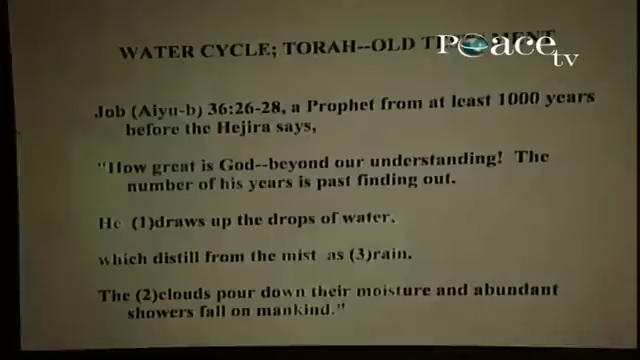 WATER CYCLE; TORAH--OLD
Peace
tv
Job (Aiyu-b) 36:26-28, a Prophet from at least 1000 years
before the Hejira says,
"How great is God--beyond our understanding! The
number of his years is past finding out.
He (1)draws up the drops of water,
which distill from the mist as (3)rain.
The (2)clouds pour down their moisture and abundant
showers fall on mankind."